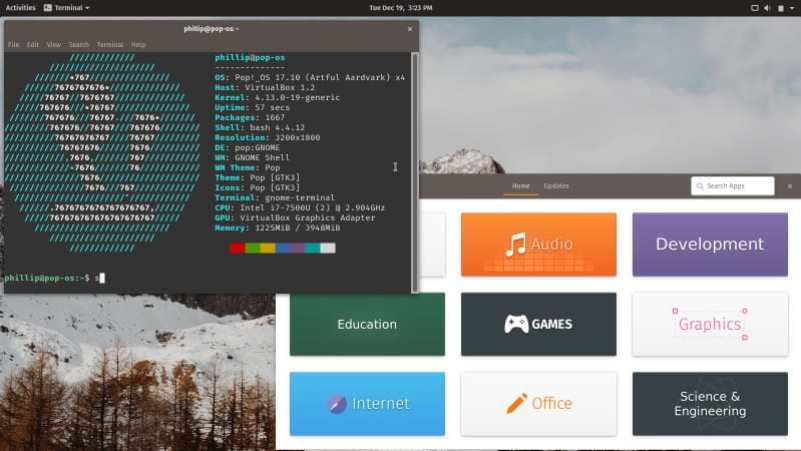 Activities Terminal Tue Dec 19, 3:23 PM
phillip@pop-os: ~
File Edit View Search Terminal Help
phillip@pop-os
--------------
OS: Pop!_OS 17.10 (Artful Aardvark) x4
Host: VirtualBox 1.2
Kernel: 4.13.0-19-generic
Uptime: 57 secs
Packages: 1667
Shell: bash 4.4.12
Resolution: 3200x1800
DE: pop:GNOME
WM: GNOME Shell
WM Theme: Pop
Theme: Pop [GTK3]
Icons: Pop [GTK3]
Terminal: gnome-terminal
CPU: Intel i7-7500U (2) @ 2.904GHz
GPU: VirtualBox Graphics Adapter
Memory: 1225MiB / 3948MiB
phillip@pop-os:~$ s
Home Updates Search Apps
Audio
Development
Education
GAMES
Graphics
Internet
Office
Science &
Engineering